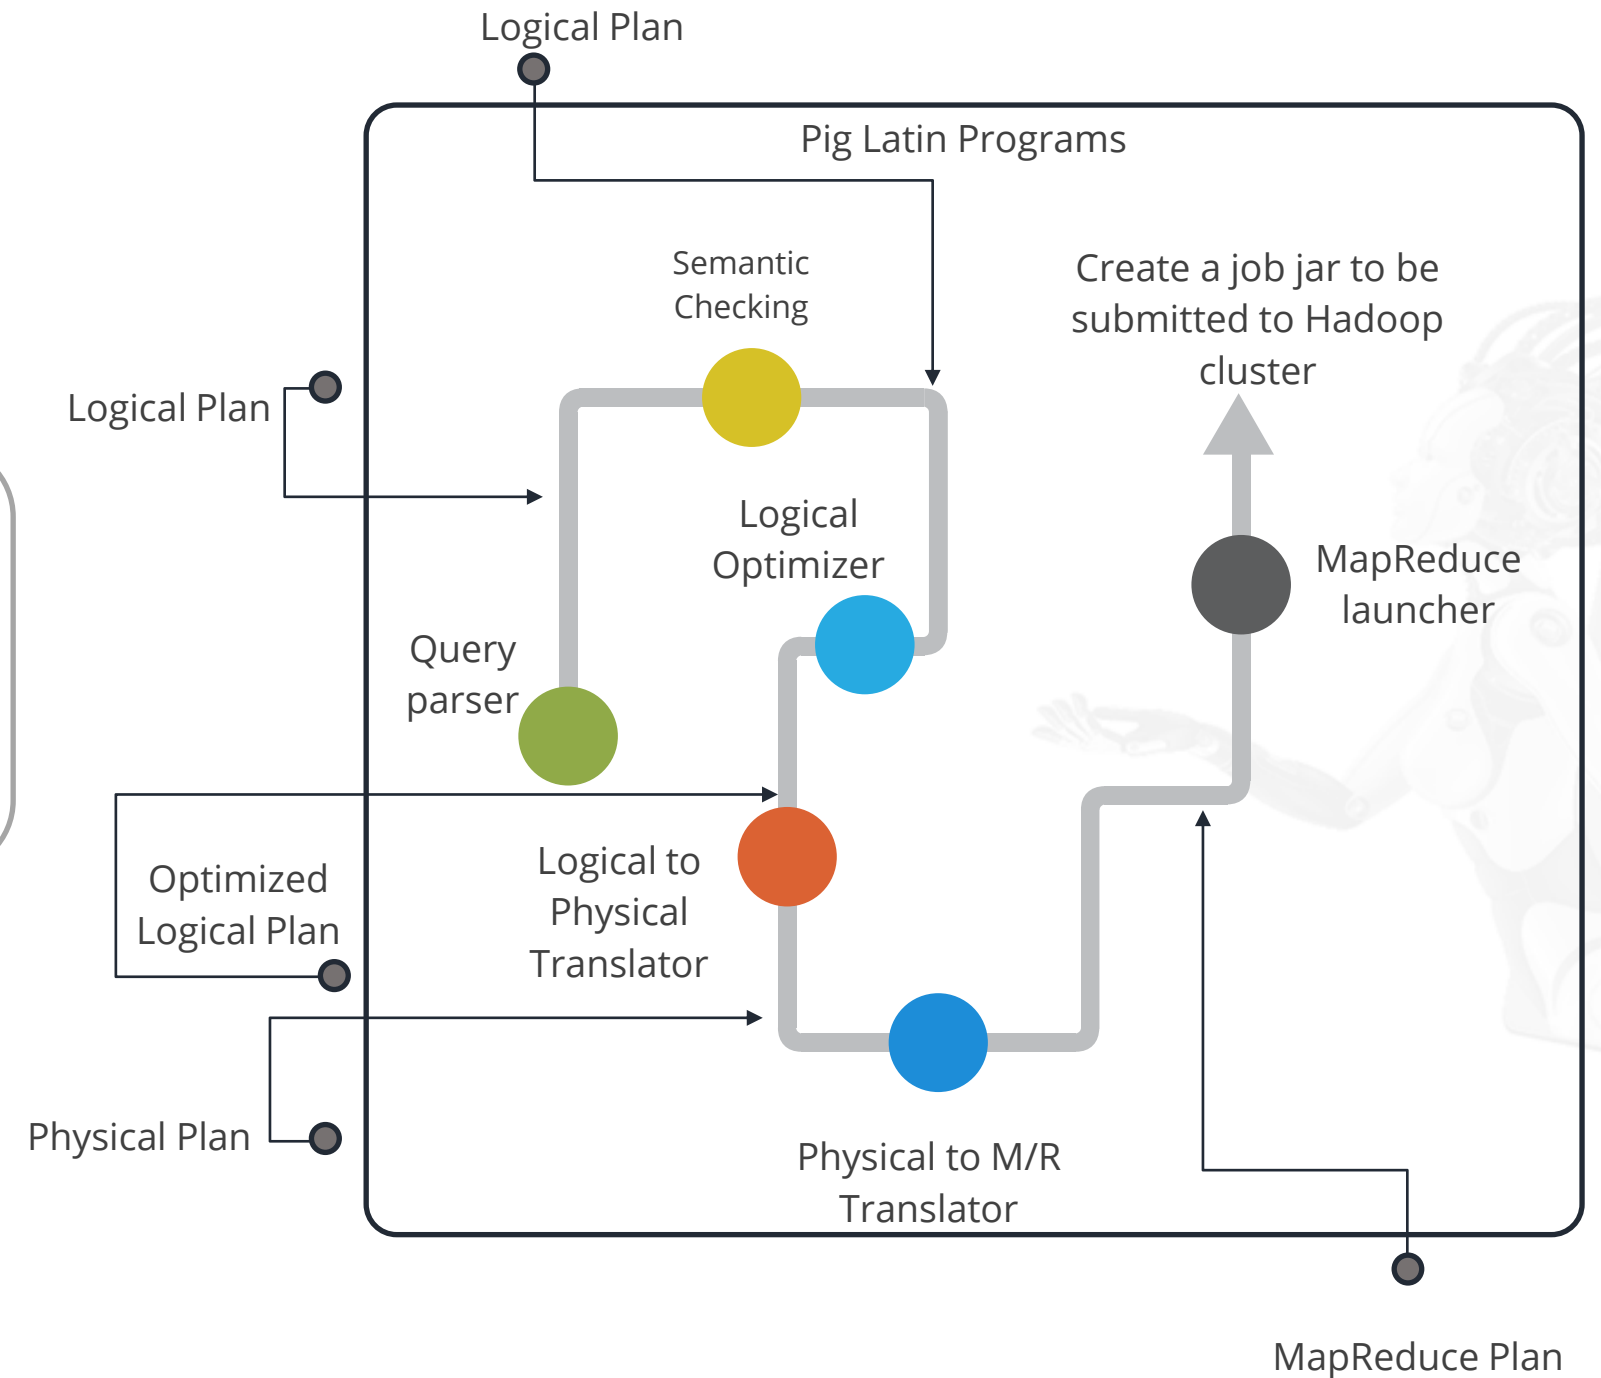 Logical Plan
Pig Latin Programs
Semantic
Checking
Create a job jar to be
submitted to Hadoop
cluster
Logical Plan
Logical
Optimizer
MapReduce
launcher
Query
parser
Optimized
Logical Plan
Logical to
Physical
Translator
Physical Plan
Physical to M/R
Translator
MapReduce Plan